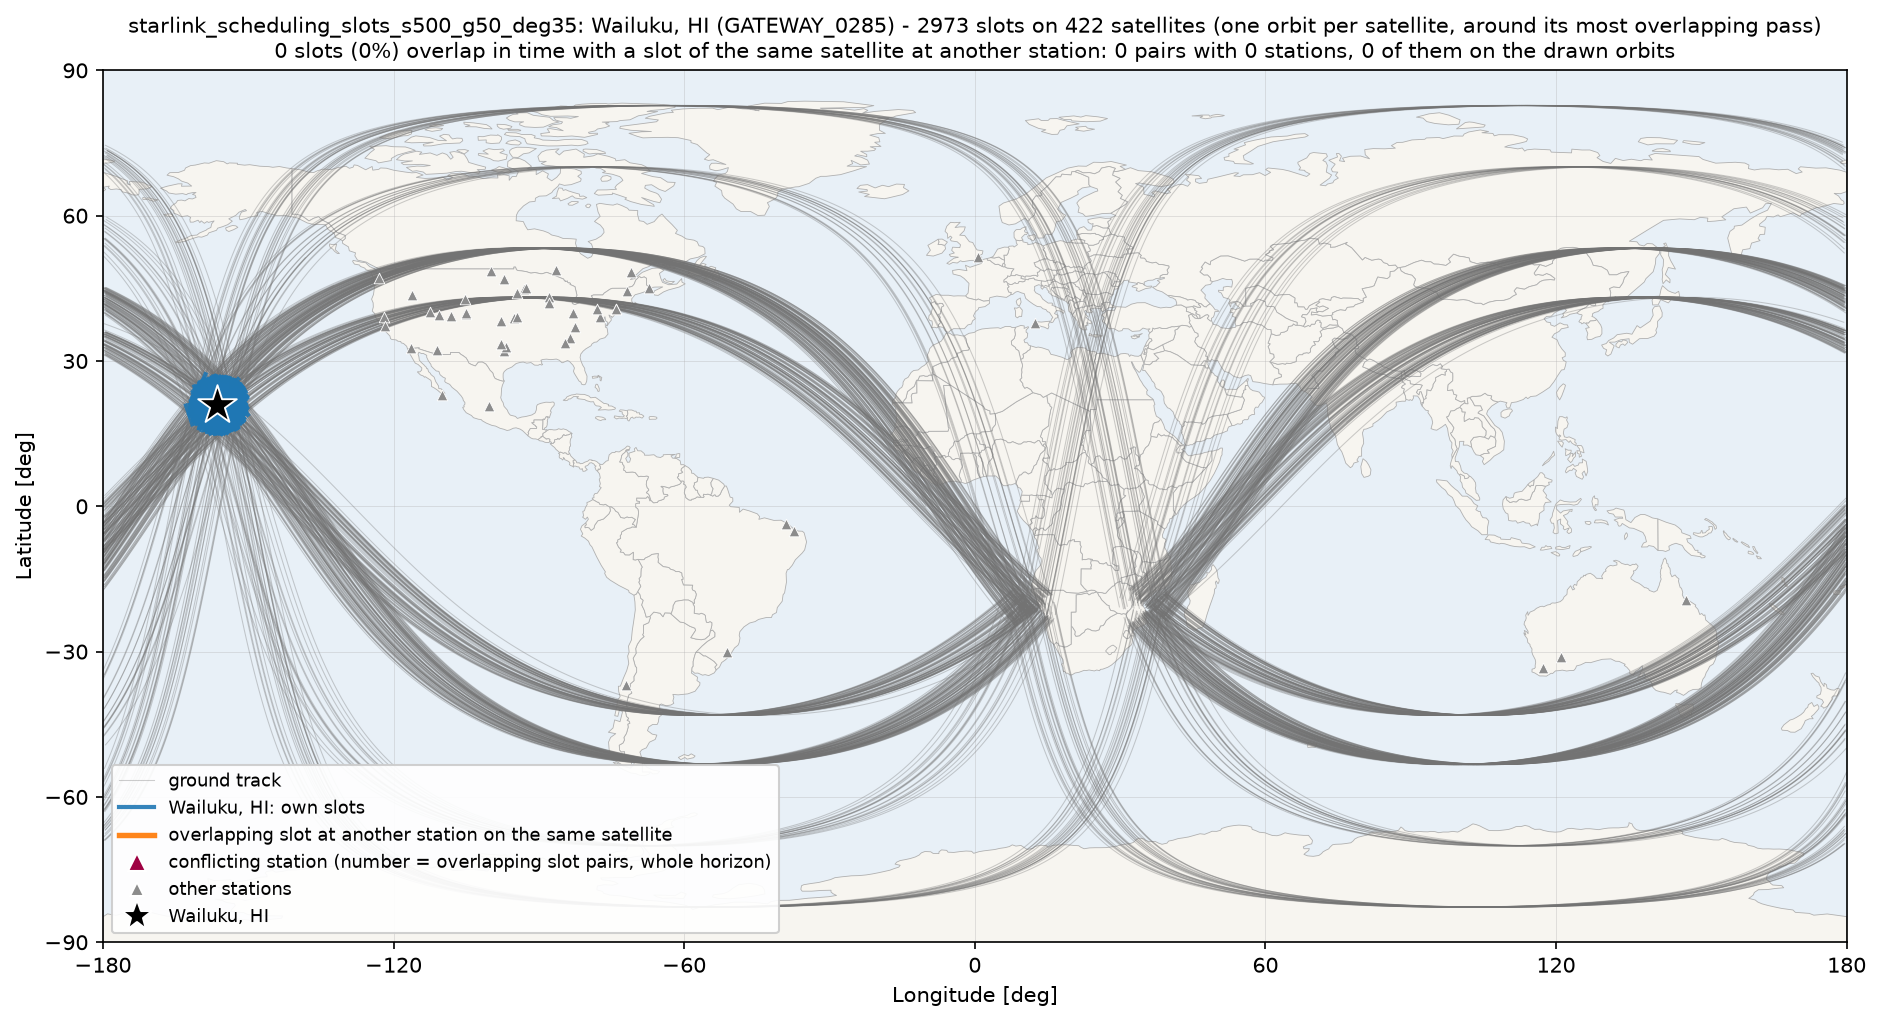 starlink_scheduling_slots_s500_g50_deg35: Wailuku, HI (GATEWAY_0285) - 2973 slots on 422 satellites (one orbit per satellite, around its most overlapping pass)
0 slots (0%) overlap in time with a slot of the same satellite at another station: 0 pairs with 0 stations, 0 of them on the drawn orbits
90
60
30
0
−30
−60
−90
Latitude [deg]
ground track
Wailuku, HI: own slots
overlapping slot at another station on the same satellite
conflicting station (number = overlapping slot pairs, whole horizon)
other stations
Wailuku, HI
−180
−120
−60
0
60
120
180
Longitude [deg]